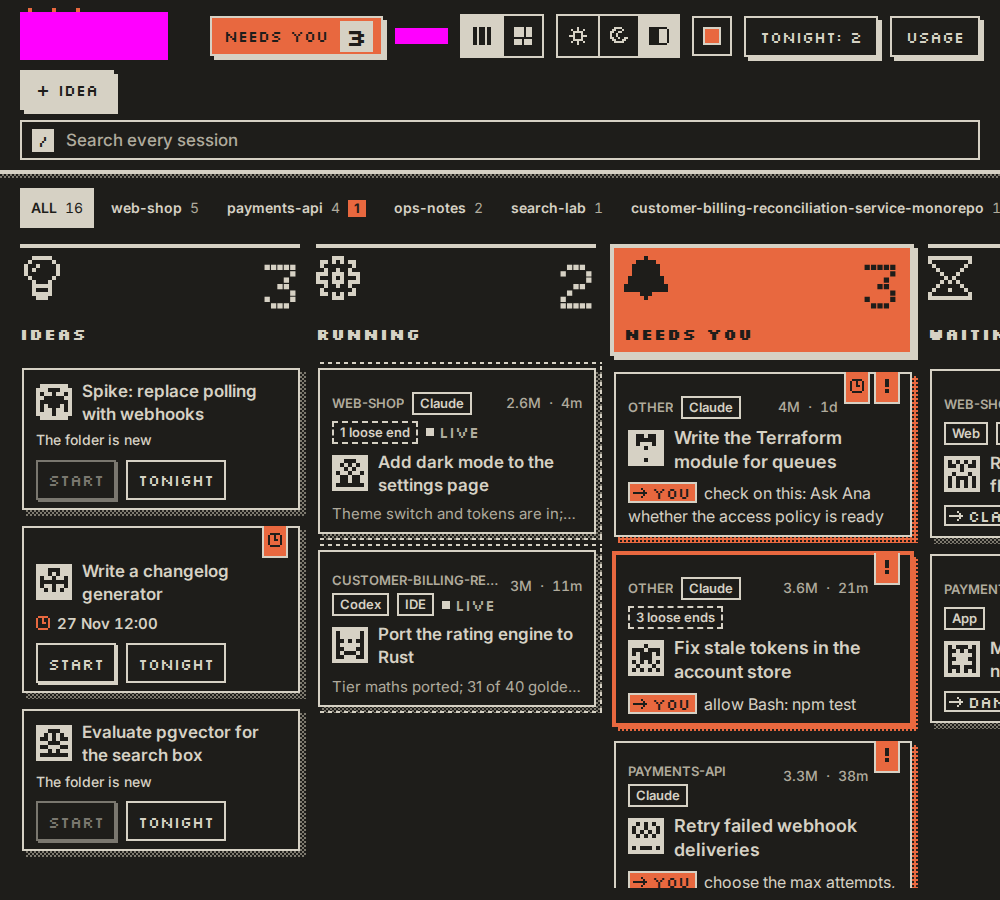 NEEDS YOU 3
TONIGHT: 2
USAGE
+ IDEA
/ Search every session
ALL 16
web-shop 5
payments-api 4 1
ops-notes 2
search-lab 1
customer-billing-reconciliation-service-monorepo 1
3
IDEAS
2
RUNNING
3
NEEDS YOU
Spike: replace polling
with webhooks
The folder is new
START TONIGHT
Write a changelog
generator
27 Nov 12:00
START TONIGHT
Evaluate pgvector for
the search box
The folder is new
START TONIGHT
WEB-SHOP Claude 2.6M · 4m
1 loose end LIVE
Add dark mode to the
settings page
Theme switch and tokens are in;...
CUSTOMER-BILLING-RE... 3M · 11m
Codex IDE LIVE
Port the rating engine to
Rust
Tier maths ported; 31 of 40 golde...
!
OTHER Claude 4M · 1d
Write the Terraform
module for queues
→ YOU check on this: Ask Ana
whether the access policy is ready
!
OTHER Claude 3.6M · 21m
3 loose ends
Fix stale tokens in the
account store
→ YOU allow Bash: npm test
!
PAYMENTS-API 3.3M · 38m
Claude
Retry failed webhook
deliveries
→ YOU choose the max attempts.
Web
App